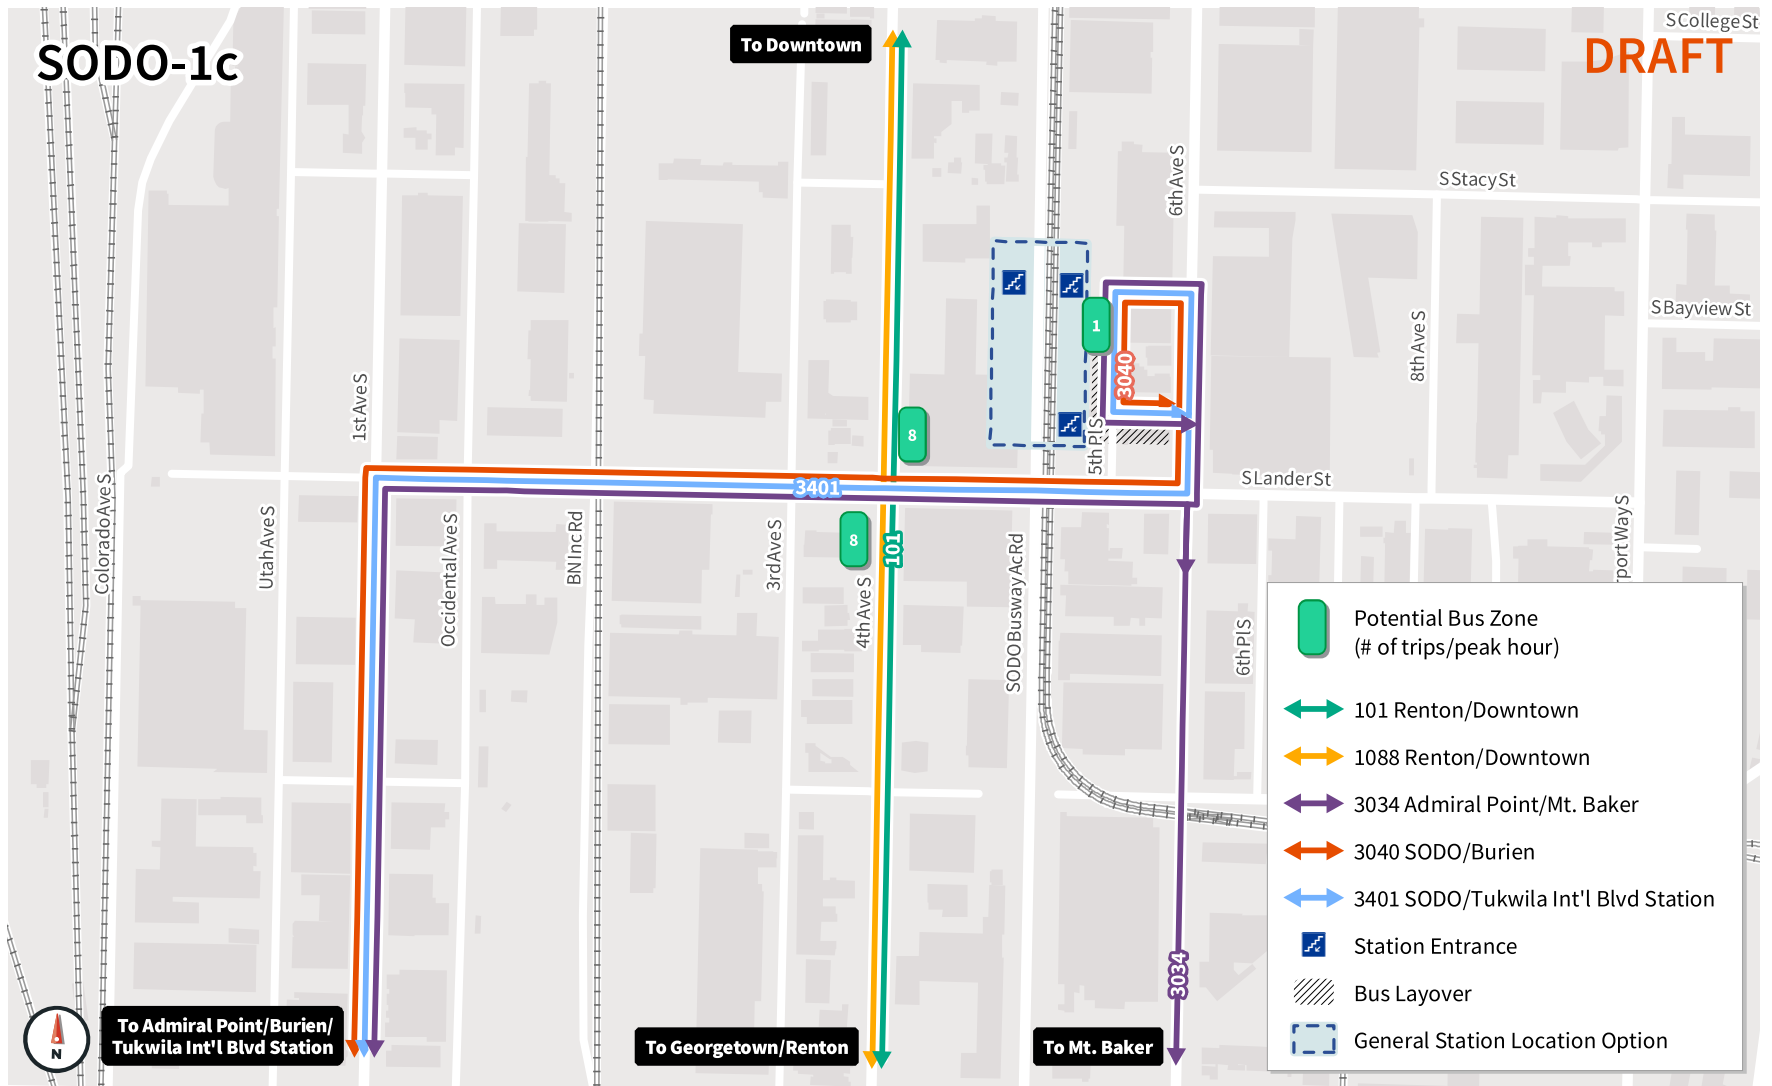 SODO-1c
To Downtown
DRAFT
S College St
6th Ave S
S Stacy St
S Bayview St
8th Ave S
1
3040
1st Ave S
8
5th Pl S
Colorado Ave S
3401
S Lander St
Utah Ave S
Occidental Ave S
BN Inc Rd
3rd Ave S
8
101
4th Ave S
SODO Busway Ac Rd
6th Pl S
rport Way S
3034
Potential Bus Zone
(# of trips/peak hour)
101 Renton/Downtown
1088 Renton/Downtown
3034 Admiral Point/Mt. Baker
3040 SODO/Burien
3401 SODO/Tukwila Int'l Blvd Station
Station Entrance
Bus Layover
General Station Location Option
N
To Admiral Point/Burien/
Tukwila Int'l Blvd Station
To Georgetown/Renton
To Mt. Baker